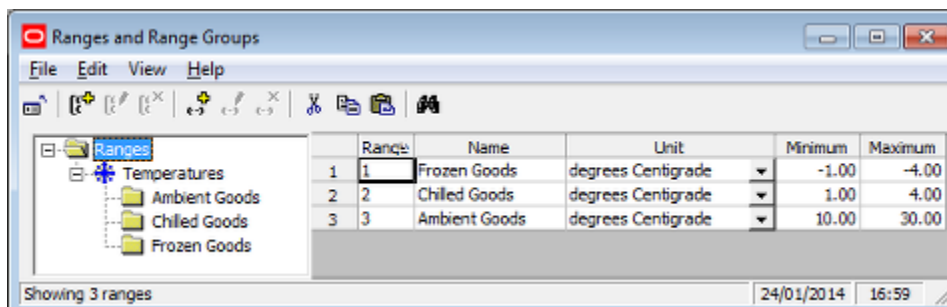 Ranges and Range Groups
File Edit View Help
Ranges
Temperatures
Ambient Goods
Chilled Goods
Frozen Goods
Range Name Unit Minimum Maximum
1 1 Frozen Goods degrees Centigrade -1.00 -4.00
2 2 Chilled Goods degrees Centigrade 1.00 4.00
3 3 Ambient Goods degrees Centigrade 10.00 30.00
Showing 3 ranges 24/01/2014 16:59